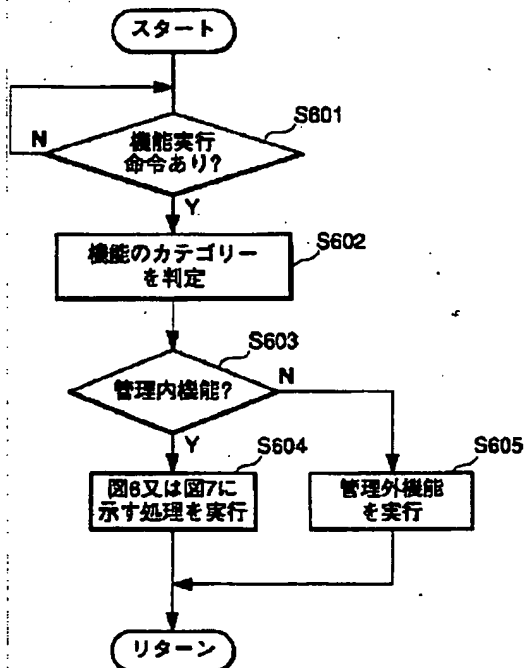 スタート
S601
機能実行
命令あり?
N
Y
S602
機能のカテゴリー
を判定
S603
管理内機能?
N
Y
S604
図6又は図7に
示す処理を実行
S605
管理外機能
を実行
リターン